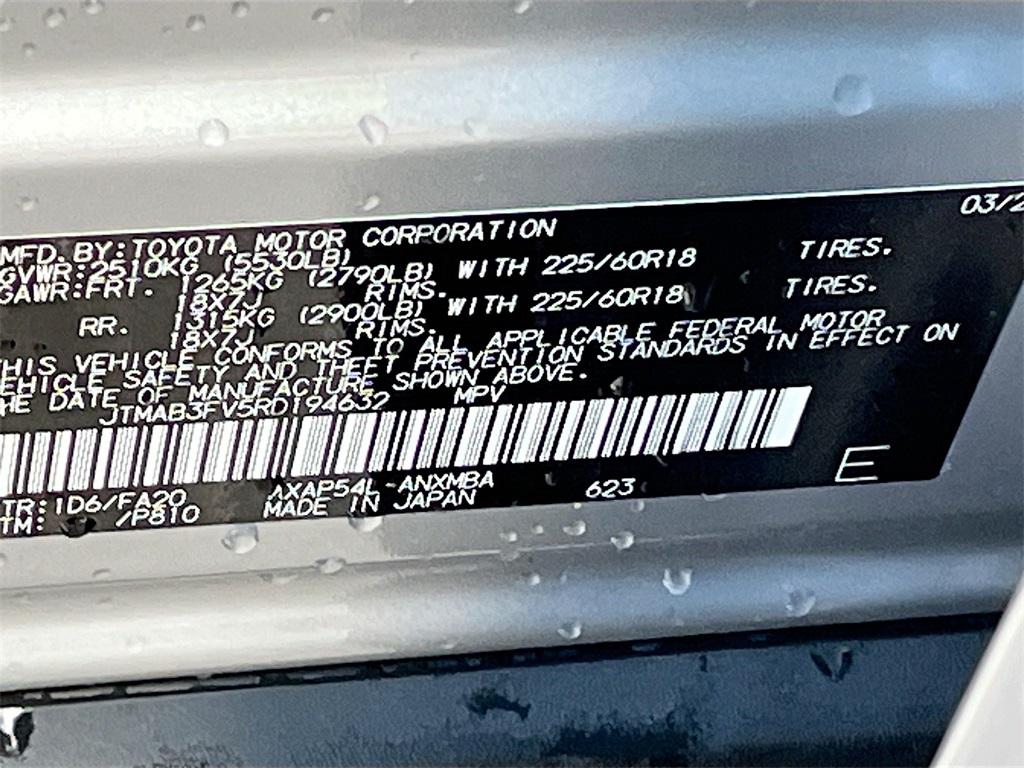 03/2
MFD. BY: TOYOTA MOTOR CORPORATION
GVWR: 2510KG (5530LB)
GAWR: FRT. 1265KG (2790LB) WITH 225/60R18 TIRES.
18X7J RIMS.
RR. 1315KG (2900LB) WITH 225/60R18 TIRES.
18X7J RIMS.
HIS VEHICLE CONFORMS TO ALL APPLICABLE FEDERAL MOTOR
EHICLE SAFETY AND THEFT PREVENTION STANDARDS IN EFFECT ON
HE DATE OF MANUFACTURE SHOWN ABOVE.
JTMAB3FV5RD194632 MPV
TR: 1D6/FA20 AXAP54L-ANXMBA 623
TM: /P810 MADE IN JAPAN
E